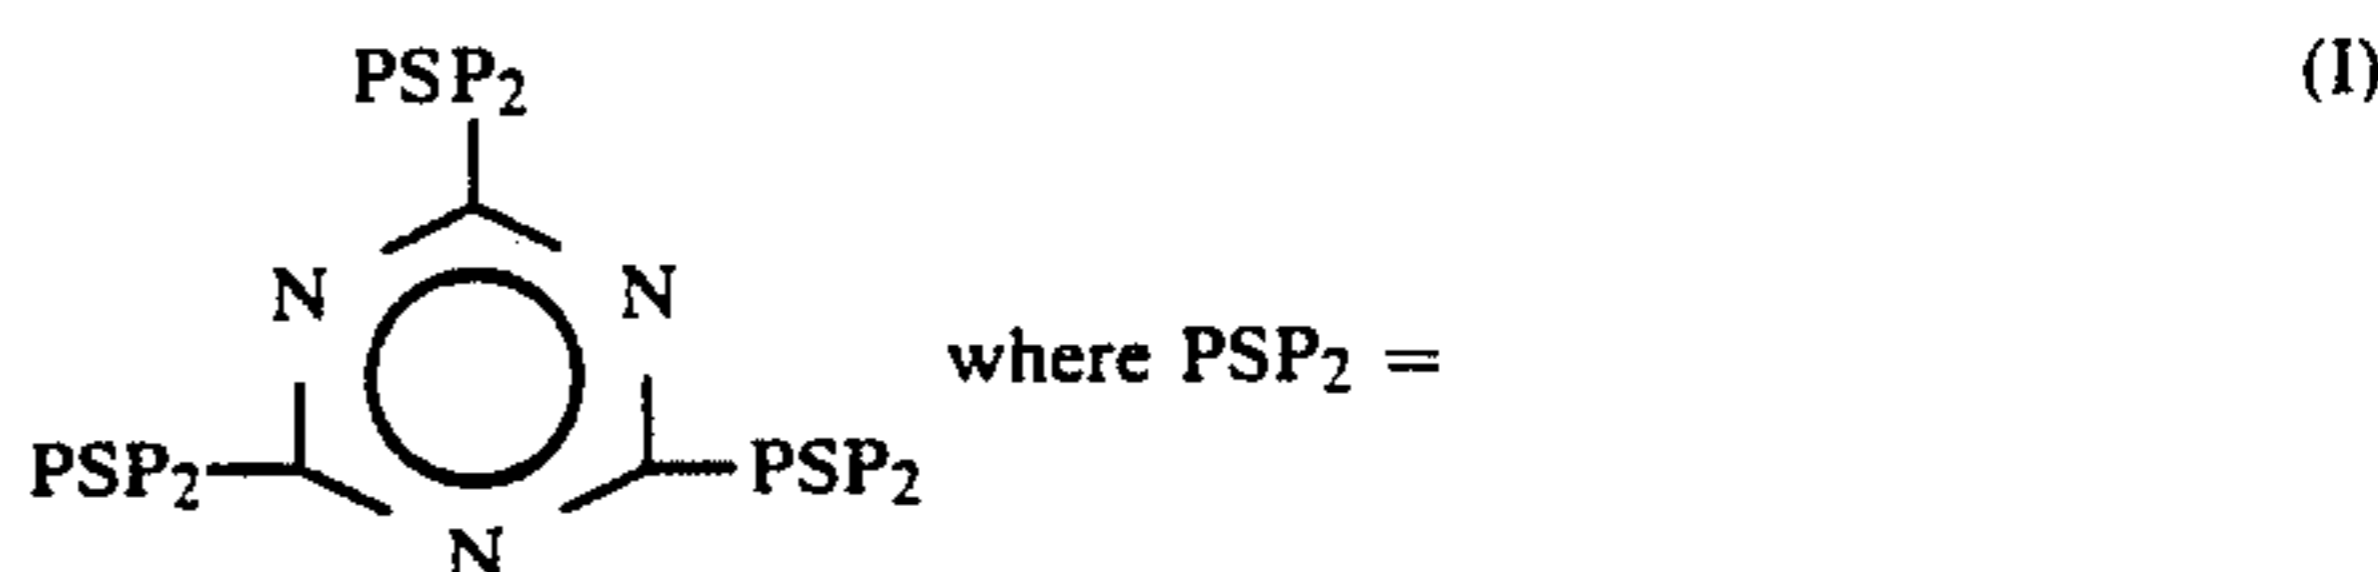 PSP₂ (I)
N N
where PSP₂ =
PSP₂ PSP₂
N